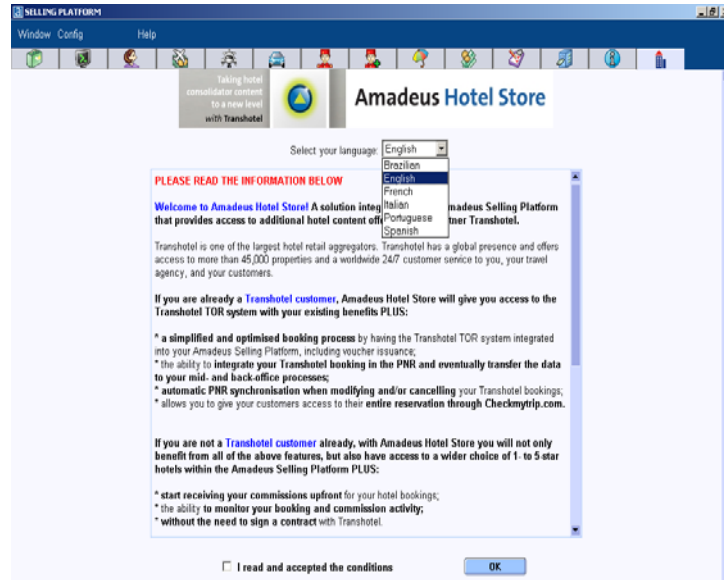 SELLING PLATFORM
Window Config Help
Taking hotel
consolidator content
to a new level
with Transhotel
Amadeus Hotel Store
Select your language: English
Brazilian
English
French
Italian
Portuguese
Spanish
PLEASE READ THE INFORMATION BELOW
Welcome to Amadeus Hotel Store! A solution integ madeus Selling Platform
that provides access to additional hotel content off tner Transhotel.
Transhotel is one of the largest hotel retail aggregators. Transhotel has a global presence and offers
access to more than 45,000 properties and a worldwide 24/7 customer service to you, your travel
agency, and your customers.
If you are already a Transhotel customer, Amadeus Hotel Store will give you access to the
Transhotel TOR system with your existing benefits PLUS:
* a simplified and optimised booking process by having the Transhotel TOR system integrated
into your Amadeus Selling Platform, including voucher issuance;
* the ability to integrate your Transhotel booking in the PNR and eventually transfer the data
to your mid- and back-office processes;
* automatic PNR synchronisation when modifying and/or cancelling your Transhotel bookings;
* allows you to give your customers access to their entire reservation through Checkmytrip.com.
If you are not a Transhotel customer already, with Amadeus Hotel Store you will not only
benefit from all of the above features, but also have access to a wider choice of 1- to 5-star
hotels within the Amadeus Selling Platform PLUS:
* start receiving your commissions upfront for your hotel bookings;
* the ability to monitor your booking and commission activity;
* without the need to sign a contract with Transhotel.
I read and accepted the conditions OK